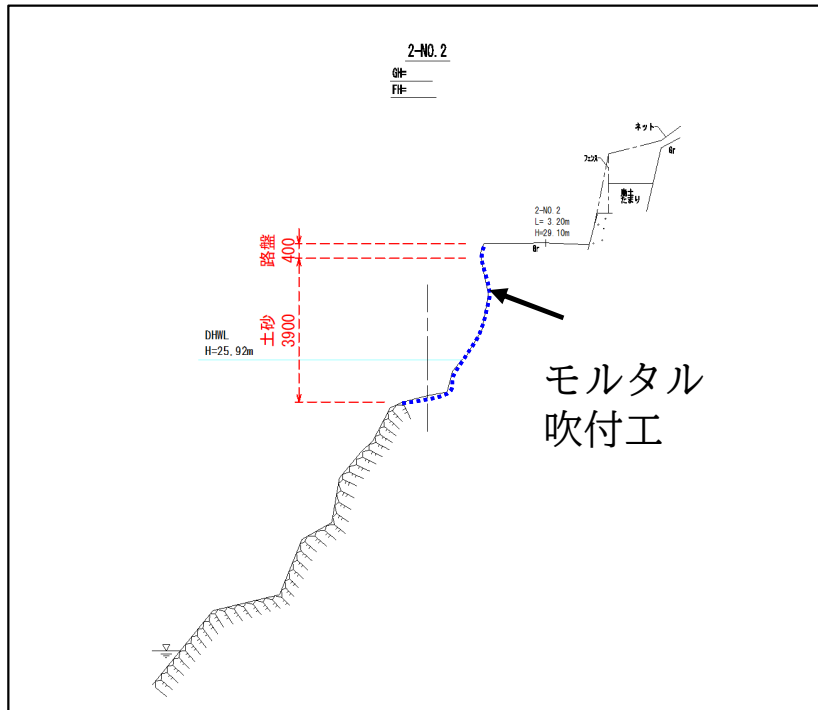 2-NO.2
GH=
FH=
ネット
Gr
フェンス
崩土
たまり
2-NO.2
L= 3.20m
H=29.10m
Gr
路盤
400
土砂
3900
DHWL
H=25.92m
モルタル
吹付工